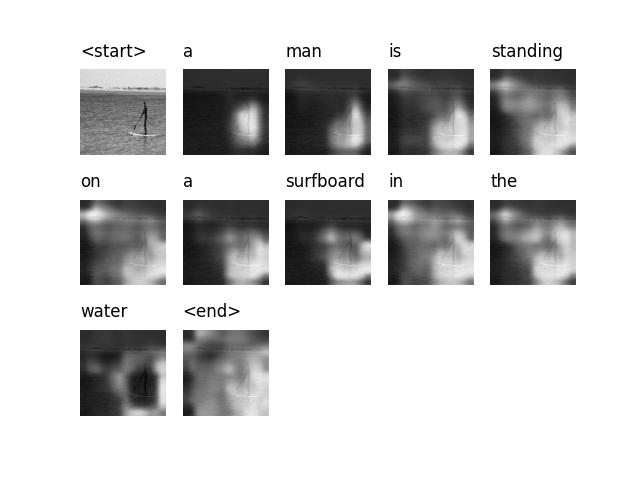 <start> a man is standing
on a surfboard in the
water <end>